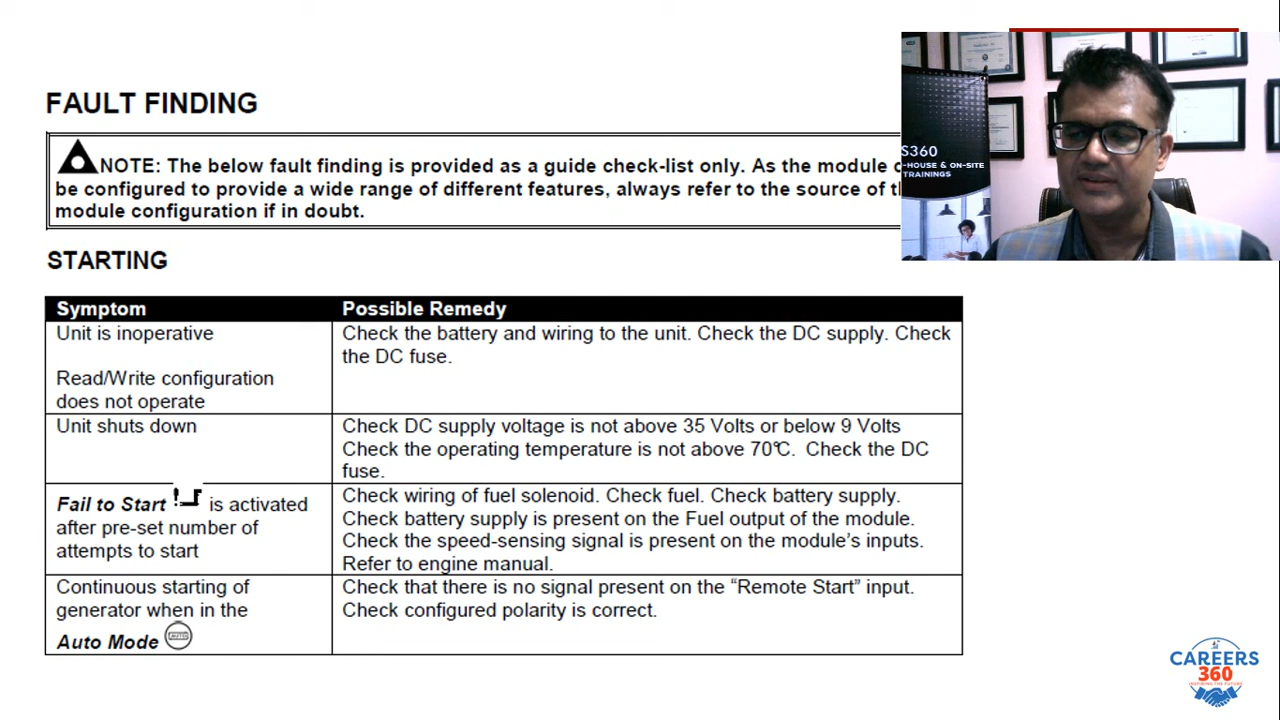 FAULT FINDING
NOTE: The below fault finding is provided as a guide check-list only. As the module
be configured to provide a wide range of different features, always refer to the source of
module configuration if in doubt.
STARTING
Symptom
Possible Remedy
Unit is inoperative
Read/Write configuration
does not operate
Check the battery and wiring to the unit. Check the DC supply. Check
the DC fuse.
Unit shuts down
Check DC supply voltage is not above 35 Volts or below 9 Volts
Check the operating temperature is not above 70°C. Check the DC
fuse.
Fail to Start is activated
after pre-set number of
attempts to start
Check wiring of fuel solenoid. Check fuel. Check battery supply.
Check battery supply is present on the Fuel output of the module.
Check the speed-sensing signal is present on the module's inputs.
Refer to engine manual.
Continuous starting of
generator when in the
Auto Mode AUTO
Check that there is no signal present on the “Remote Start” input.
Check configured polarity is correct.
S360
-HOUSE & ON-SITE
TRAININGS
CAREERS
360
INSPIRING THE FUTURE